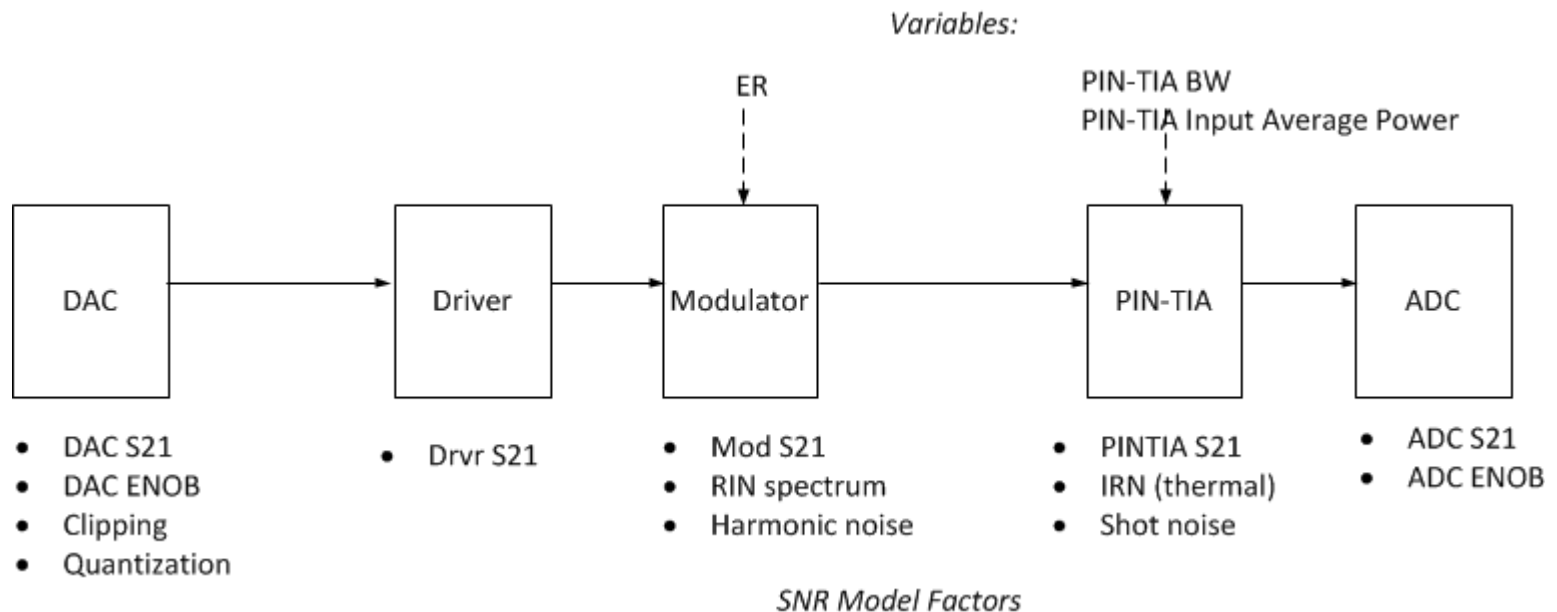 Variables:
ER
PIN-TIA BW
PIN-TIA Input Average Power
DAC
Driver
Modulator
PIN-TIA
ADC
• DAC S21
• DAC ENOB
• Clipping
• Quantization
• Drvr S21
• Mod S21
• RIN spectrum
• Harmonic noise
• PINTIA S21
• IRN (thermal)
• Shot noise
• ADC S21
• ADC ENOB
SNR Model Factors